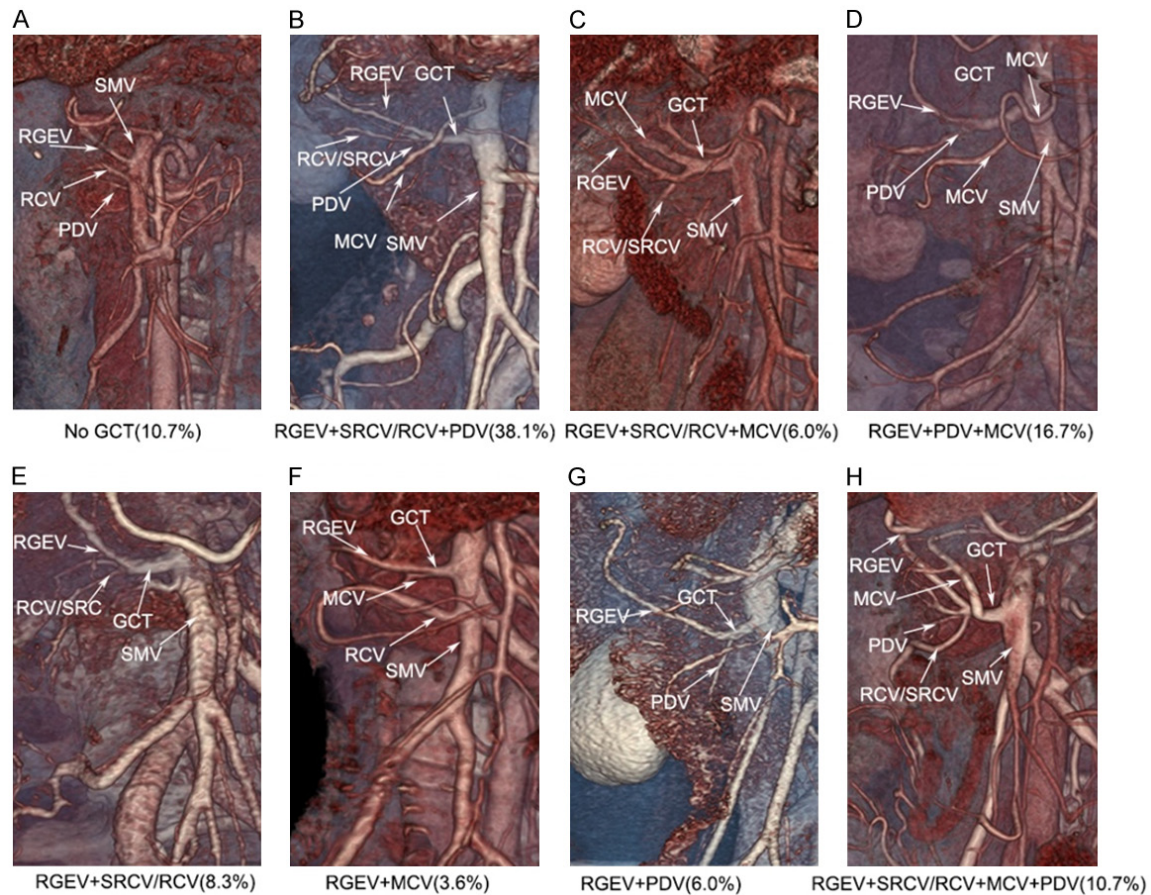 A
SMV
RGEV
RCV
PDV
No GCT(10.7%)
B
RGEV GCT
RCV/SRCV
PDV
MCV SMV
RGEV+SRCV/RCV+PDV(38.1%)
C
MCV
GCT
RGEV
SMV
RCV/SRCV
RGEV+SRCV/RCV+MCV(6.0%)
D
MCV
GCT
RGEV
PDV
MCV
SMV
RGEV+PDV+MCV(16.7%)
E
RGEV
RCV/SRC
GCT
SMV
RGEV+SRCV/RCV(8.3%)
F
GCT
RGEV
MCV
RCV
SMV
RGEV+MCV(3.6%)
G
GCT
RGEV
PDV
SMV
RGEV+PDV(6.0%)
H
GCT
RGEV
MCV
PDV
SMV
RCV/SRCV
RGEV+SRCV/RCV+MCV+PDV(10.7%)